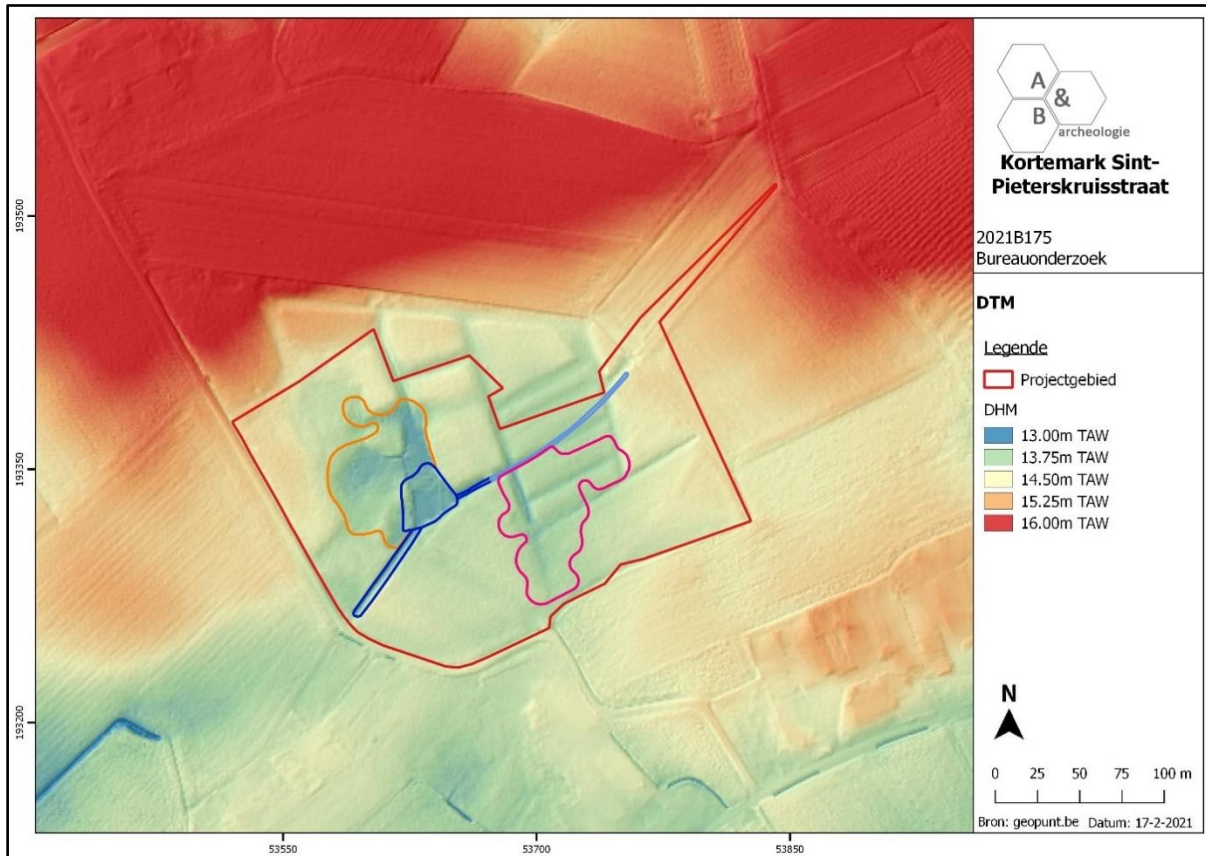 A
&
B
archeologie
Kortemark Sint-
Pieterskruisstraat
2021B175
Bureauonderzoek
DTM
Legende
Projectgebied
DHM
13.00m TAW
13.75m TAW
14.50m TAW
15.25m TAW
16.00m TAW
N
0 25 50 75 100 m
Bron: geopunt.be Datum: 17-2-2021
193500
193350
193200
53550 53700 53850